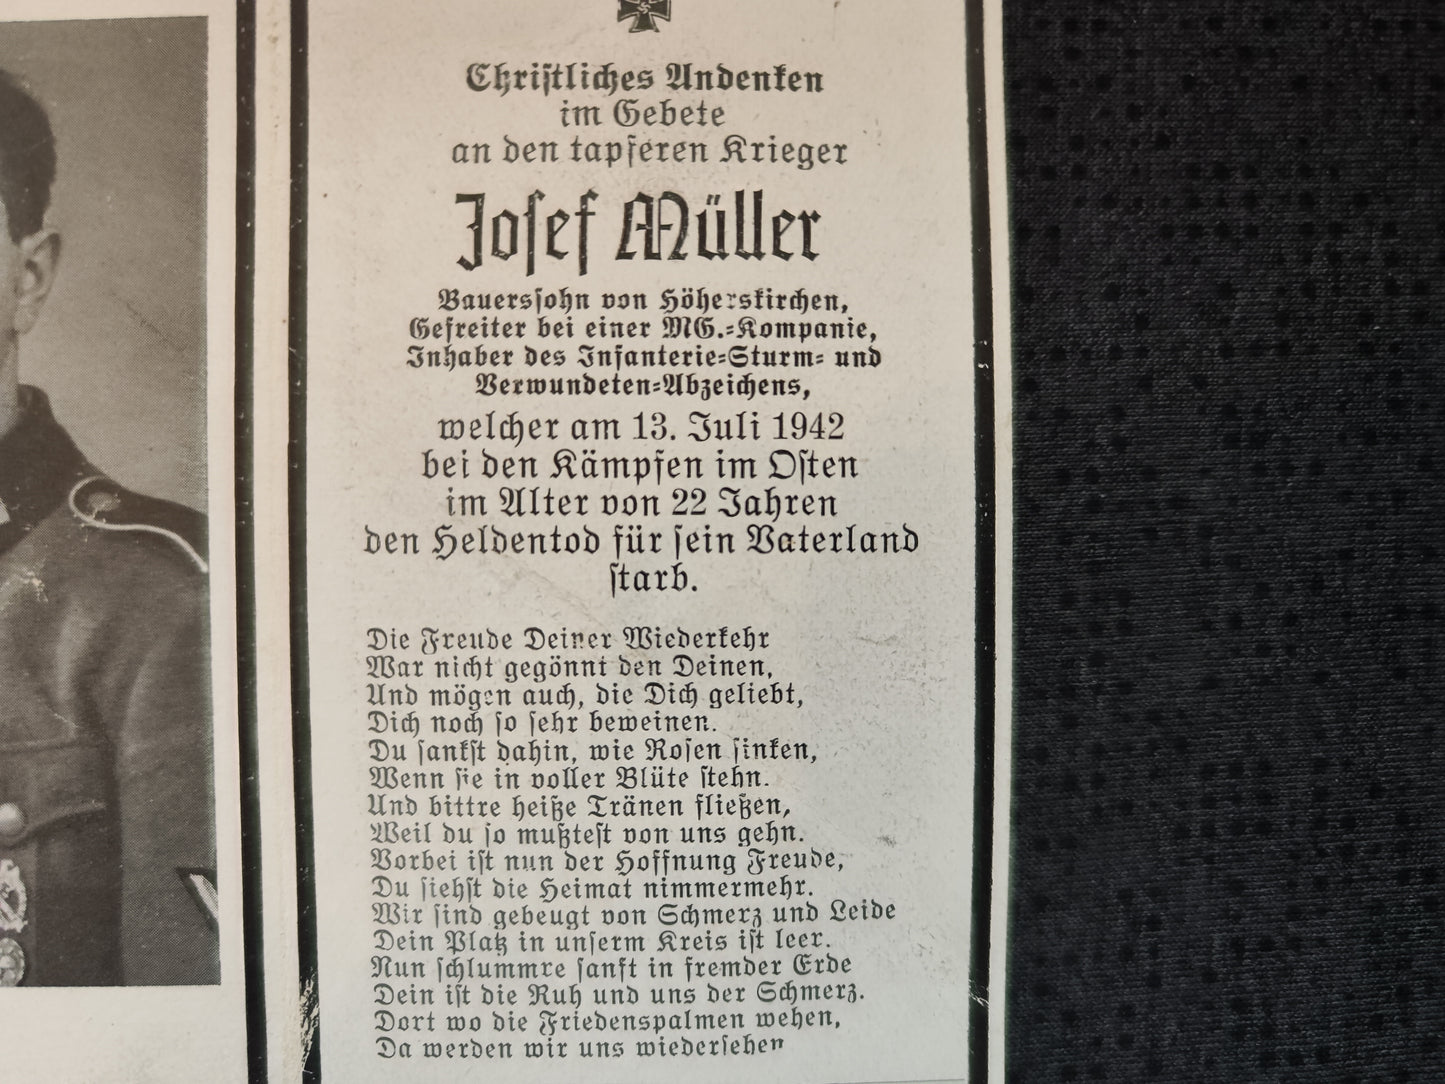 Christliches Andenken
im Gebete
an den tapferen Krieger
Josef Müller
Bauerssohn von Höherskirchen,
Gefreiter bei einer MG.-Kompanie,
Inhaber des Infanterie-Sturm- und
Verwundeten-Abzeichens,
welcher am 13. Juli 1942
bei den Kämpfen im Osten
im Alter von 22 Jahren
den Heldentod für sein Vaterland
starb.
Die Freude Deiner Wiederkehr
War nicht gegönnt den Deinen,
Und mögen auch, die Dich geliebt,
Dich noch so sehr beweinen.
Du sankst dahin, wie Rosen sinken,
Wenn sie in voller Blüte stehn.
Und bittre heiße Tränen fließen,
Weil du so mußtest von uns gehn.
Vorbei ist nun der Hoffnung Freude,
Du siehst die Heimat nimmermehr.
Wir sind gebeugt von Schmerz und Leide
Dein Platz in unserm Kreis ist leer.
Nun schlummre sanft in fremder Erde
Dein ist die Ruh und uns der Schmerz.
Dort wo die Friedenspalmen wehen,
Da werden wir uns wiedersehen